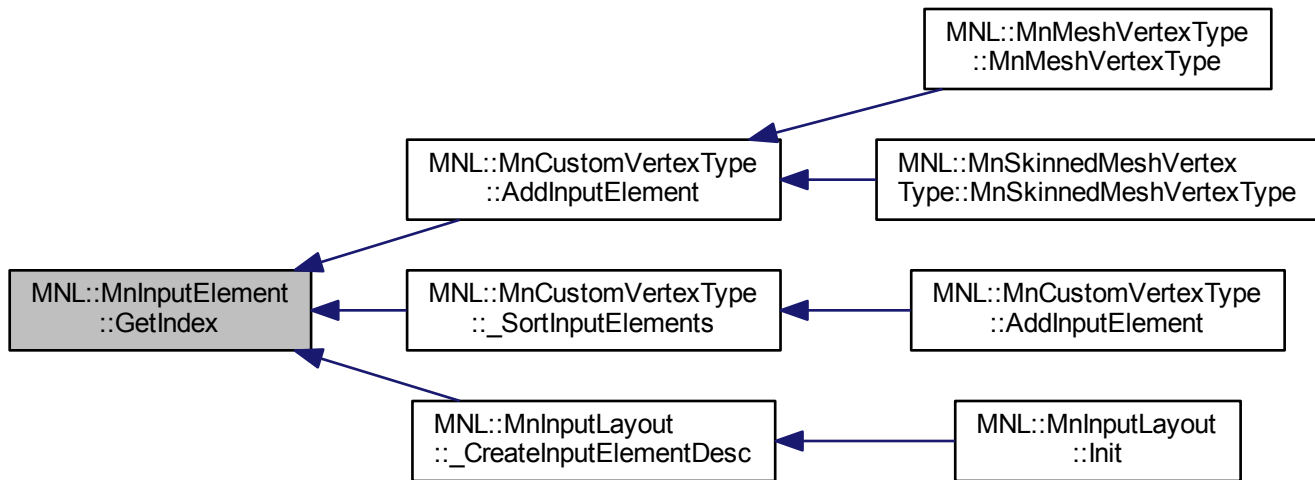 MNL::MnMeshVertexType
::MnMeshVertexType
MNL::MnCustomVertexType
::AddInputElement
MNL::MnSkinnedMeshVertex
Type::MnSkinnedMeshVertexType
MNL::MnInputElement
::GetIndex
MNL::MnCustomVertexType
::_SortInputElements
MNL::MnCustomVertexType
::AddInputElement
MNL::MnInputLayout
::_CreateInputElementDesc
MNL::MnInputLayout
::Init